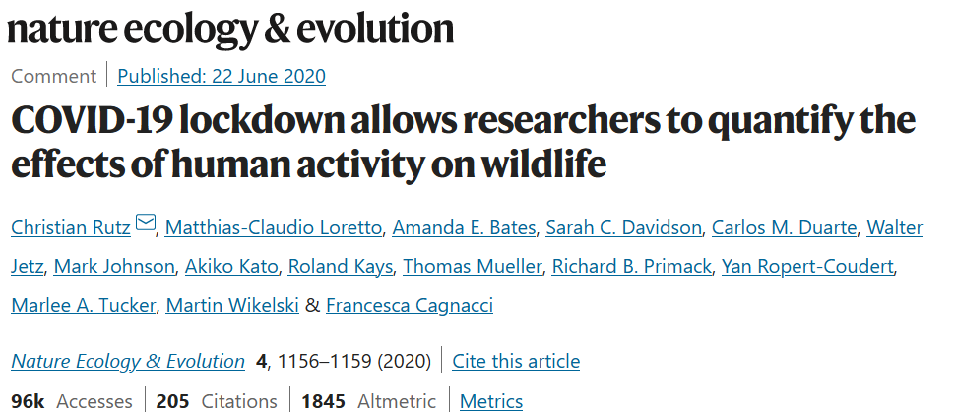 nature ecology & evolution
Comment | Published: 22 June 2020
COVID-19 lockdown allows researchers to quantify the
effects of human activity on wildlife
Christian Rutz, Matthias-Claudio Loretto, Amanda E. Bates, Sarah C. Davidson, Carlos M. Duarte, Walter
Jetz, Mark Johnson, Akiko Kato, Roland Kays, Thomas Mueller, Richard B. Primack, Yan Ropert-Coudert,
Marlee A. Tucker, Martin Wikelski & Francesca Cagnacci
Nature Ecology & Evolution 4, 1156–1159 (2020) | Cite this article
96k Accesses | 205 Citations | 1845 Altmetric | Metrics